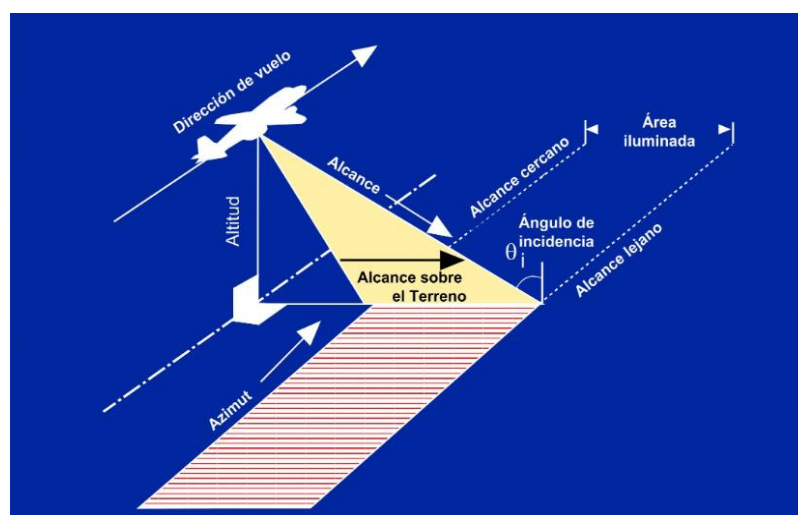 Dirección de vuelo
Área
iluminada
Alcance
Alcance cercano
Altitud
Ángulo de
incidencia
θi
Alcance lejano
Alcance sobre
el Terreno
Azimut